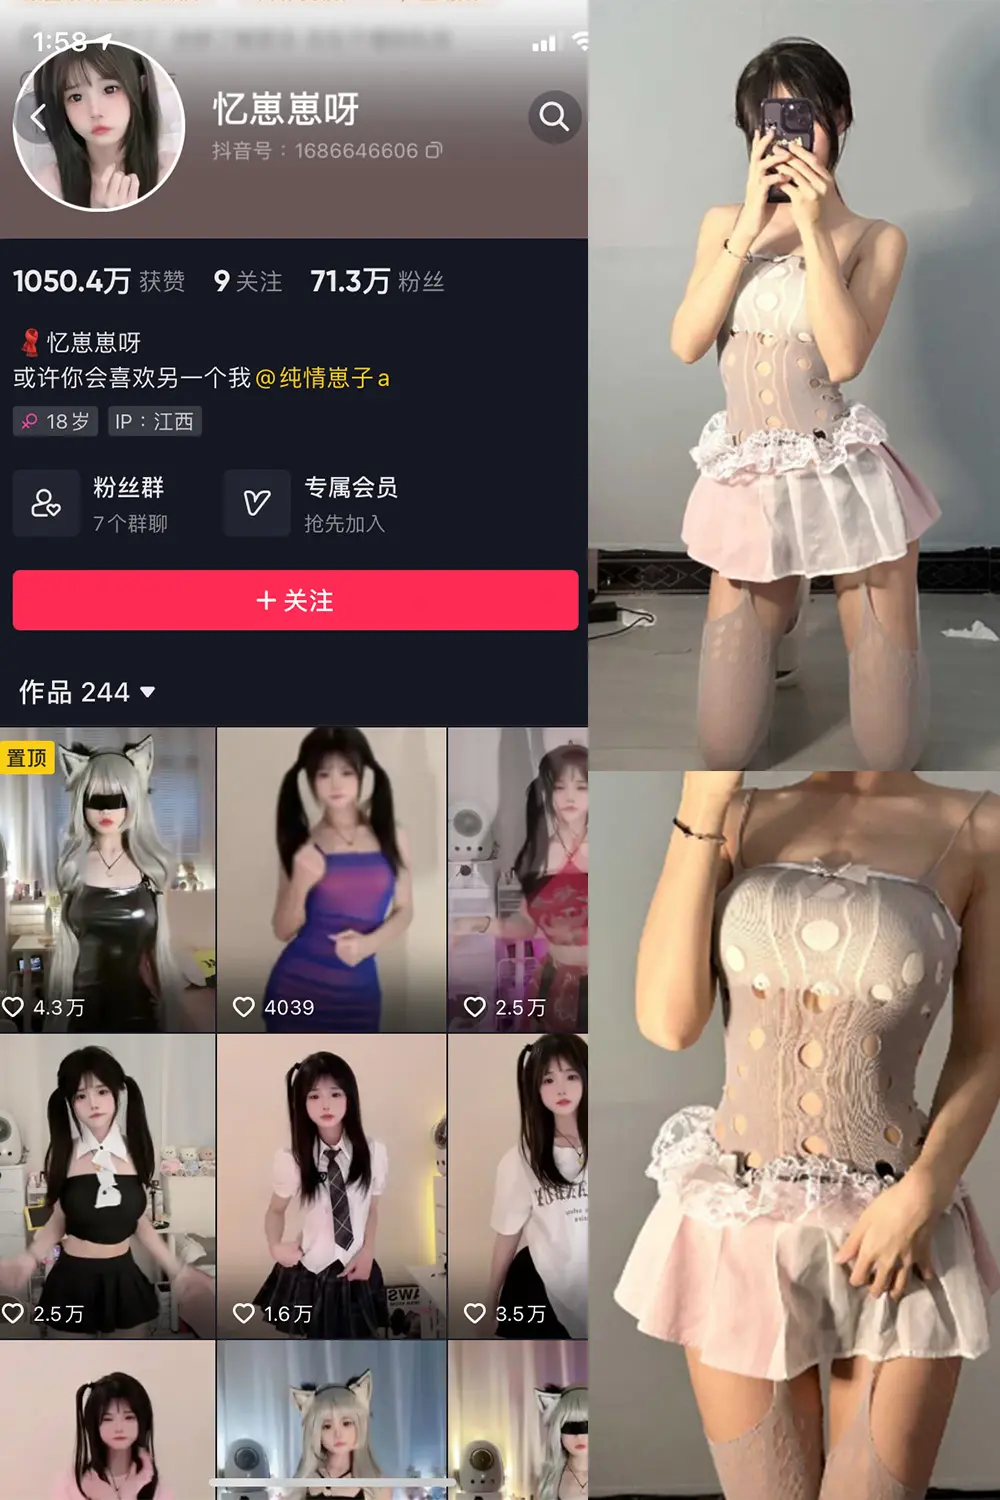 1:58
忆崽崽呀
抖音号：1686646606
1050.4万 获赞 9 关注 71.3万 粉丝
忆崽崽呀
或许你会喜欢另一个我@纯情崽子a
18岁 IP：江西
粉丝群 专属会员
7个群聊 抢先加入
+ 关注
作品 244
置顶
4.3万 4039 2.5万
2.5万 1.6万 3.5万